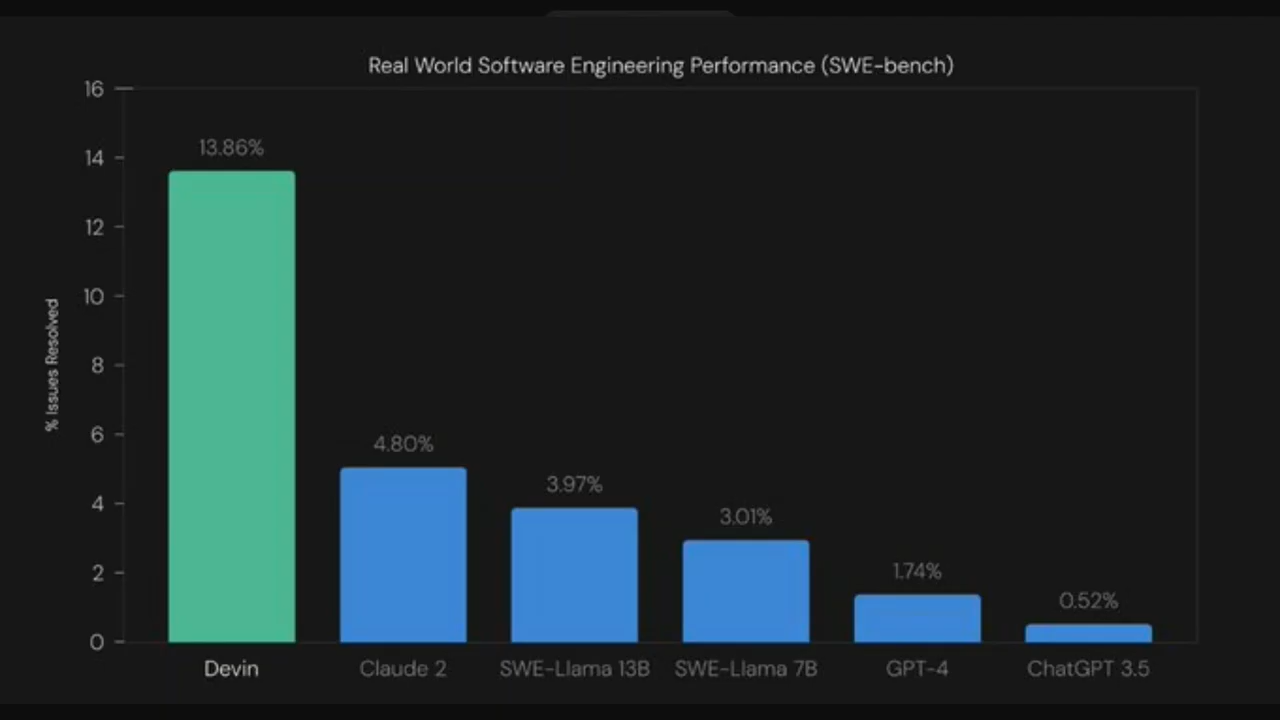 Real World Software Engineering Performance (SWE-bench)
16
14
12
10
8
6
4
2
0
% Issues Resolved
13.86%
4.80%
3.97%
3.01%
1.74%
0.52%
Devin
Claude 2
SWE-Llama 13B
SWE-Llama 7B
GPT-4
ChatGPT 3.5